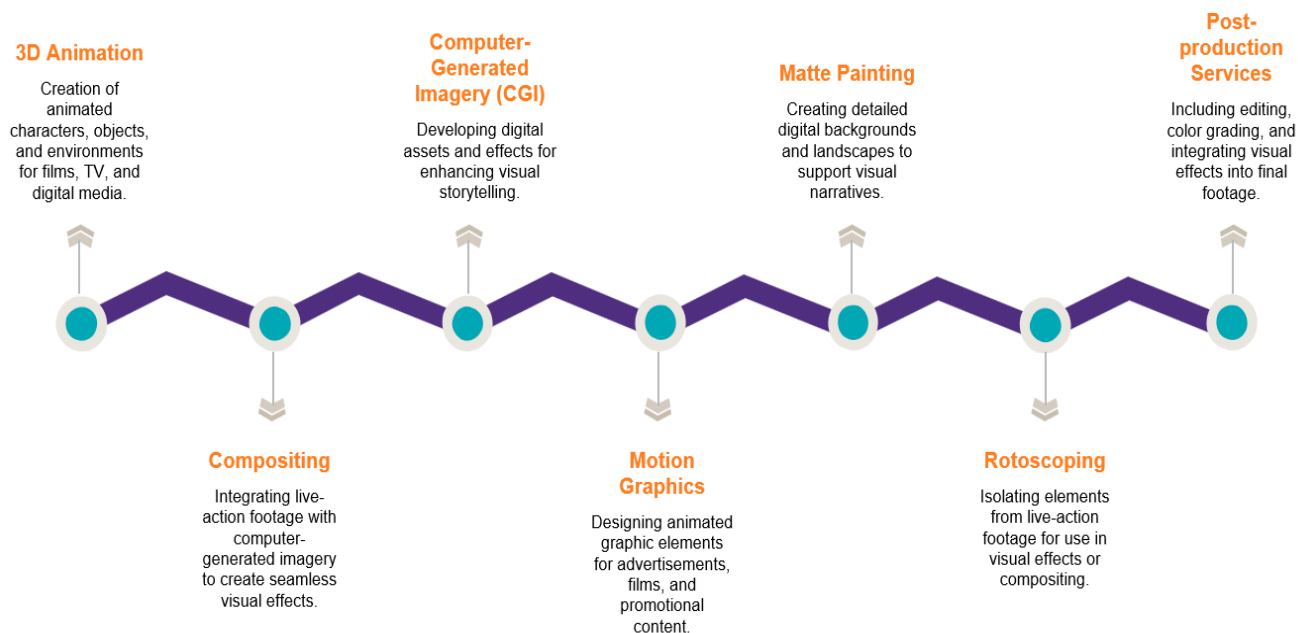 3D Animation
Creation of
animated
characters, objects,
and environments
for films, TV, and
digital media.
Compositing
Integrating live-
action footage with
computer-
generated imagery
to create seamless
visual effects.
Computer-
Generated
Imagery (CGI)
Developing digital
assets and effects for
enhancing visual
storytelling.
Motion
Graphics
Designing animated
graphic elements
for advertisements,
films, and
promotional
content.
Matte Painting
Creating detailed
digital backgrounds
and landscapes to
support visual
narratives.
Rotoscoping
Isolating elements
from live-action
footage for use in
visual effects or
compositing.
Post-
production
Services
Including editing,
color grading, and
integrating visual
effects into final
footage.